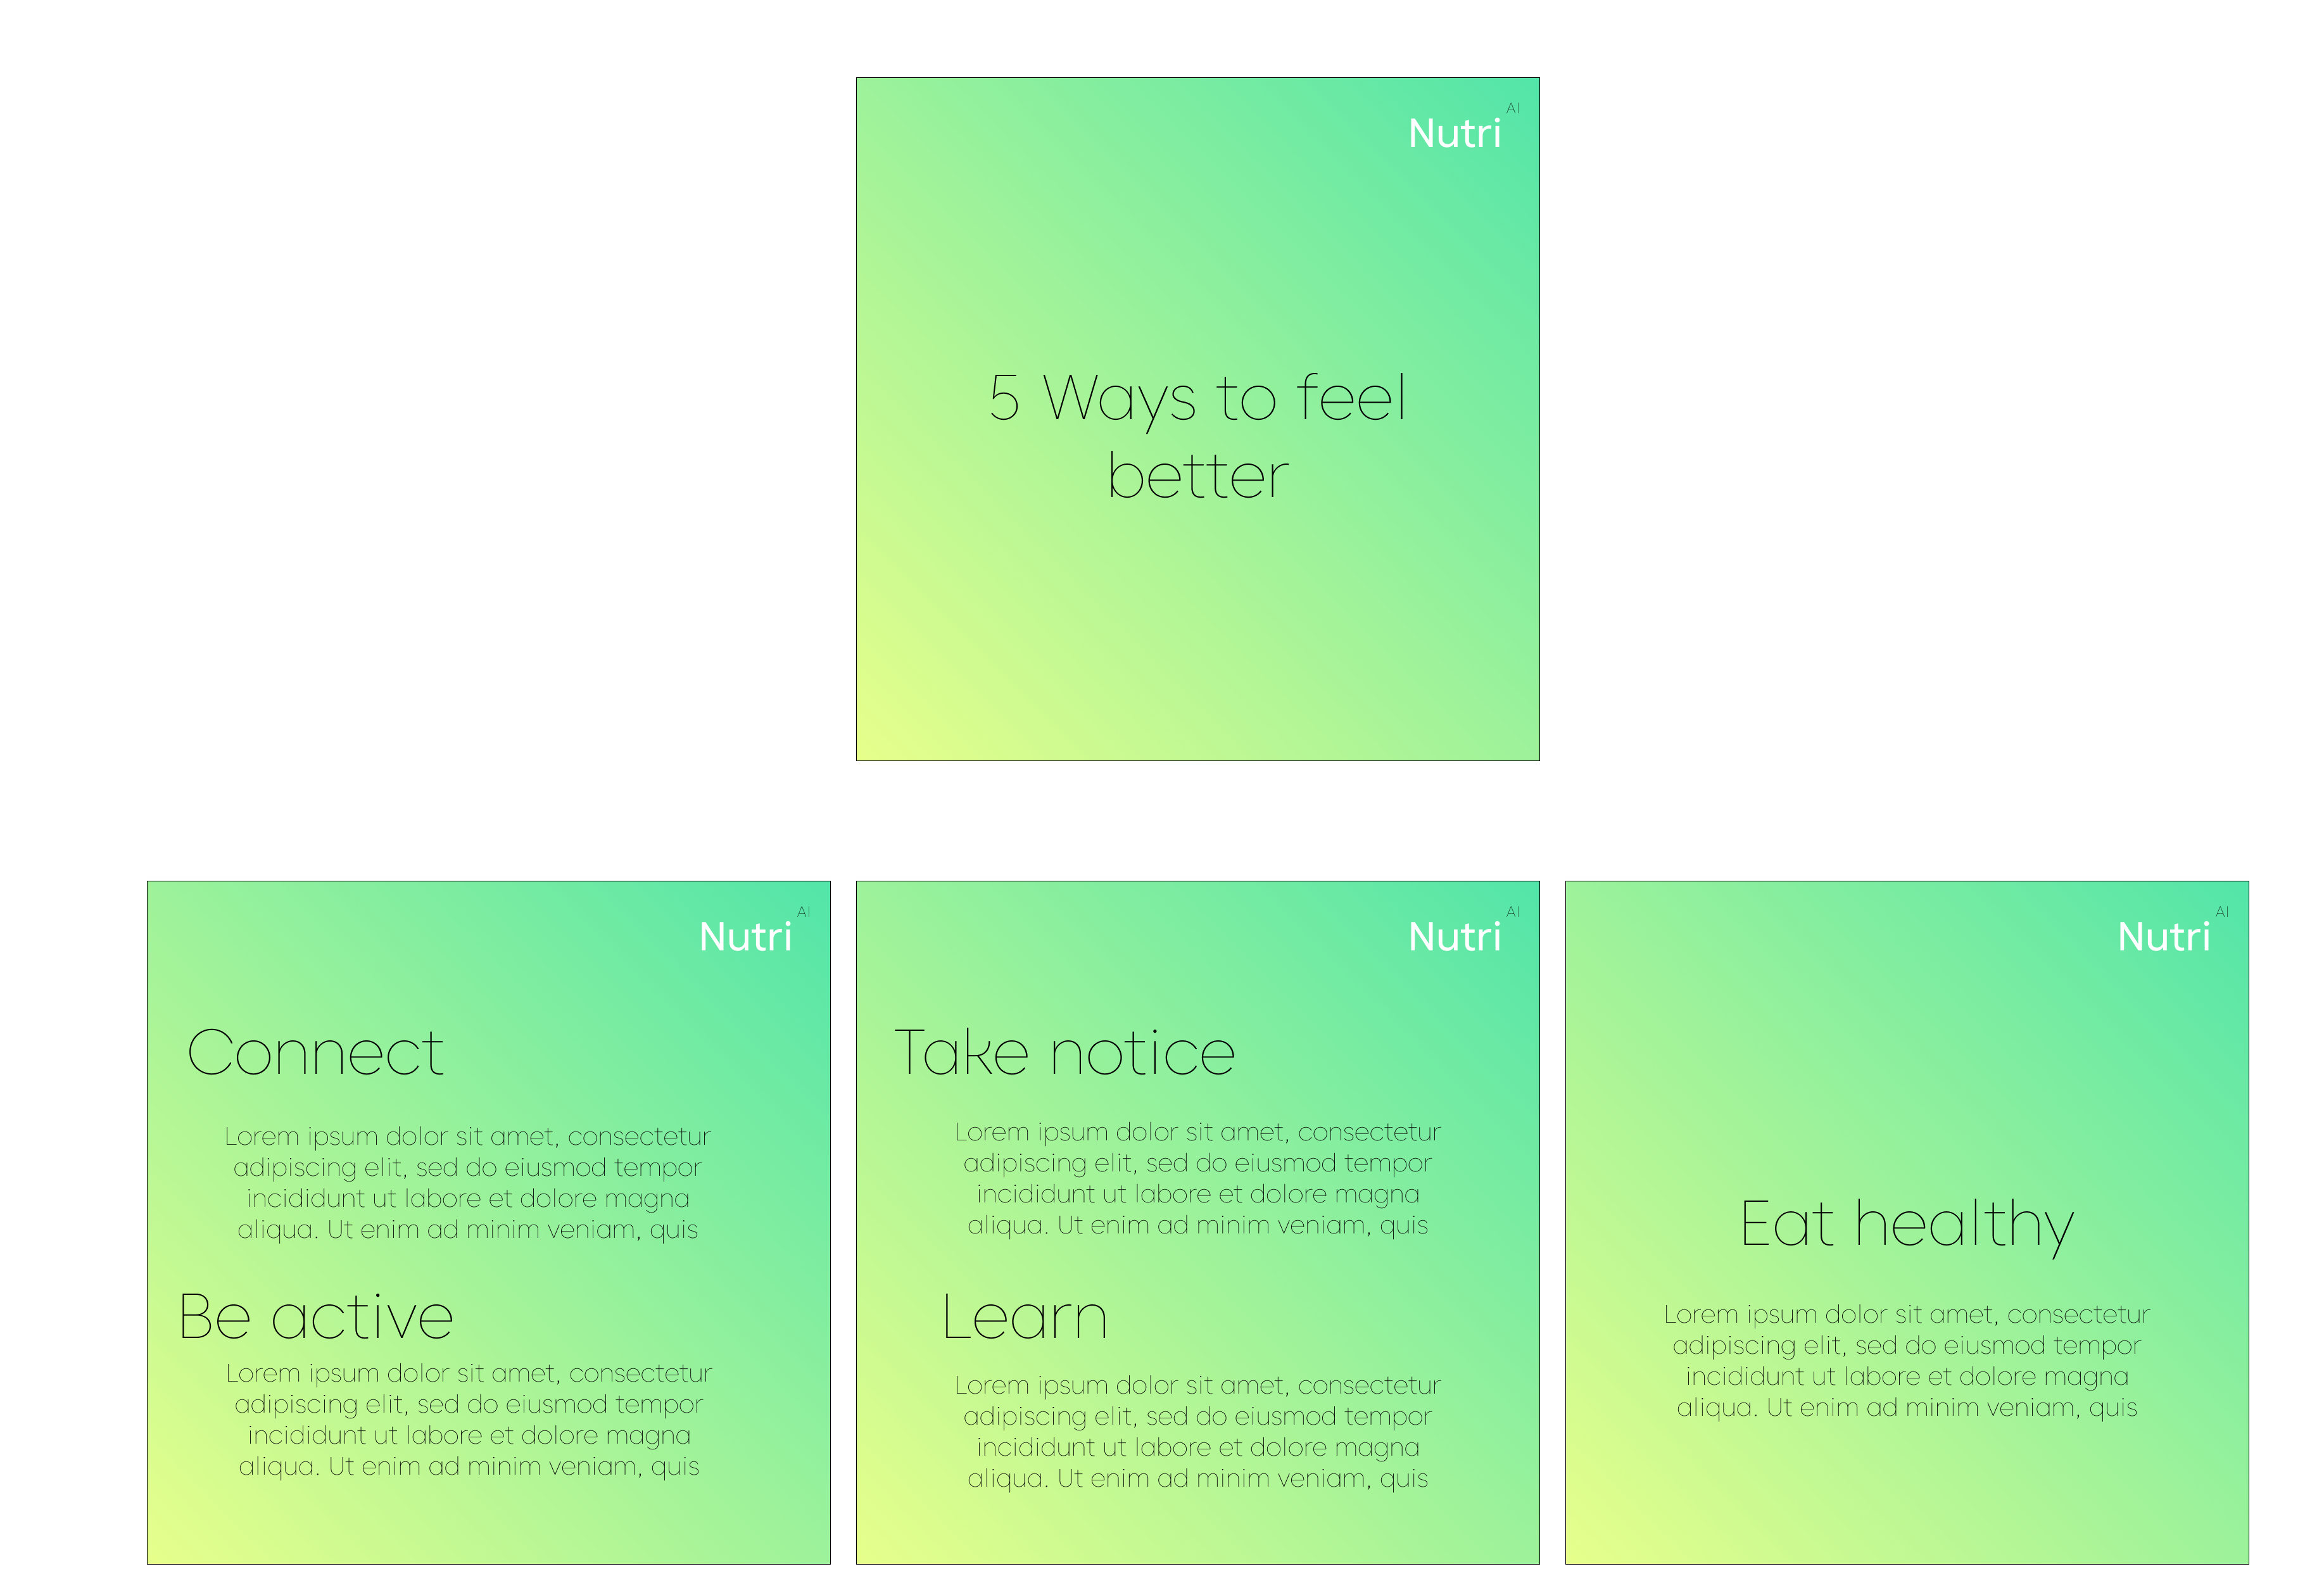 AI
Nutri
5 Ways to feel
better
AI
Nutri
Connect
Lorem ipsum dolor sit amet, consectetur
adipiscing elit, sed do eiusmod tempor
incididunt ut labore et dolore magna
aliqua. Ut enim ad minim veniam, quis
Be active
Lorem ipsum dolor sit amet, consectetur
adipiscing elit, sed do eiusmod tempor
incididunt ut labore et dolore magna
aliqua. Ut enim ad minim veniam, quis
AI
Nutri
Take notice
Lorem ipsum dolor sit amet, consectetur
adipiscing elit, sed do eiusmod tempor
incididunt ut labore et dolore magna
aliqua. Ut enim ad minim veniam, quis
Learn
Lorem ipsum dolor sit amet, consectetur
adipiscing elit, sed do eiusmod tempor
incididunt ut labore et dolore magna
aliqua. Ut enim ad minim veniam, quis
AI
Nutri
Eat healthy
Lorem ipsum dolor sit amet, consectetur
adipiscing elit, sed do eiusmod tempor
incididunt ut labore et dolore magna
aliqua. Ut enim ad minim veniam, quis